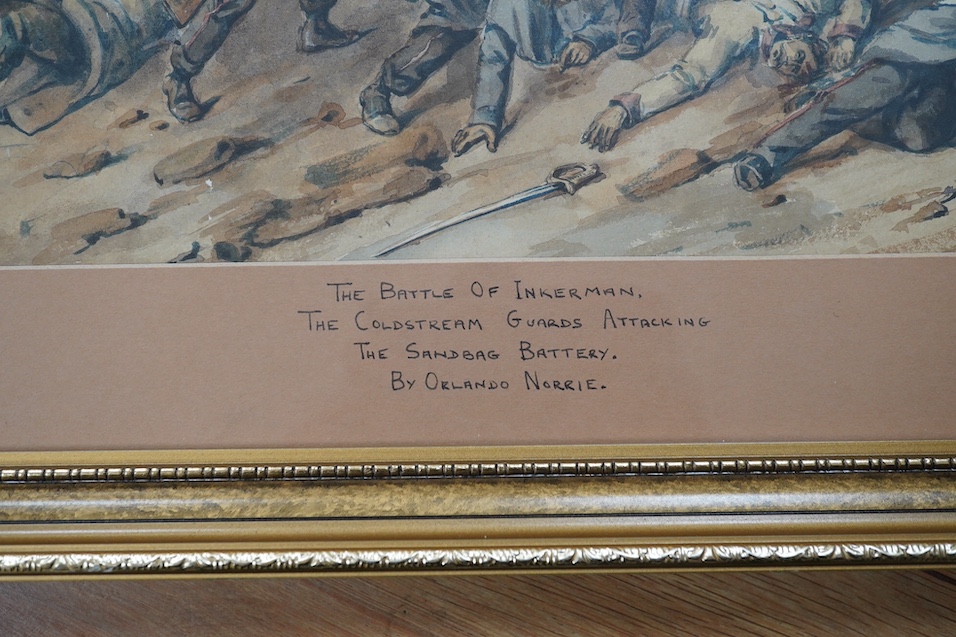 The Battle Of Inkerman,
The Coldstream Guards Attacking
The Sandbag Battery.
By Orlando Norrie.